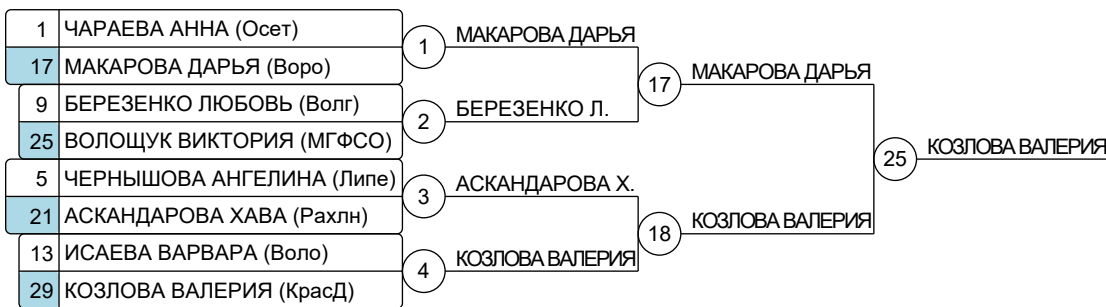 1 ЧАРАЕВА АННА (Осет)
17 МАКАРОВА ДАРЬЯ (Воро)
1 МАКАРОВА ДАРЬЯ
9 БЕРЕЗЕНКО ЛЮБОВЬ (Волг)
25 ВОЛОЩУК ВИКТОРИЯ (МГФСО)
2 БЕРЕЗЕНКО Л.
17 МАКАРОВА ДАРЬЯ
5 ЧЕРНЫШОВА АНГЕЛИНА (Липе)
21 АСКАНДАРОВА ХАВА (Рахлн)
3 АСКАНДАРОВА Х.
13 ИСАЕВА ВАРВАРА (Воло)
29 КОЗЛОВА ВАЛЕРИЯ (КрасД)
4 КОЗЛОВА ВАЛЕРИЯ
18 КОЗЛОВА ВАЛЕРИЯ
25 КОЗЛОВА ВАЛЕРИЯ